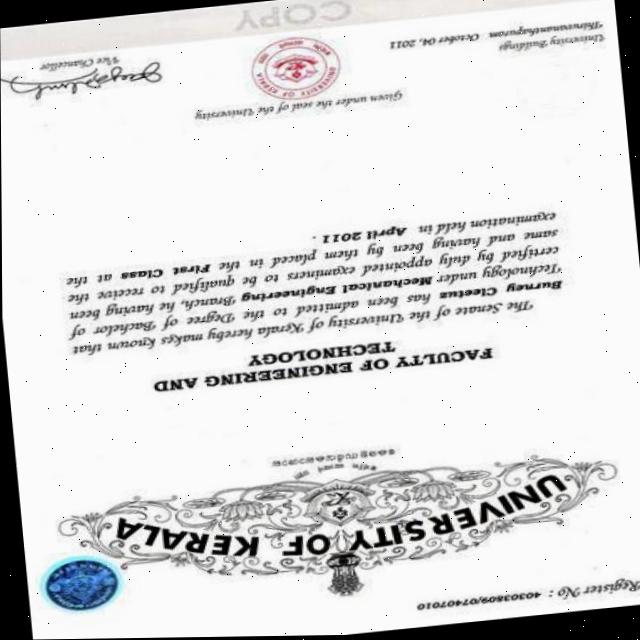 Register No : 40303809/07407010
UNIVERSITY OF KERALA
FACULTY OF ENGINEERING AND
TECHNOLOGY
The Senate of the University of Kerala hereby makes known that
Burney Cleetus has been admitted to the Degree of Bachelor of
Technology under Mechanical Engineering Branch, he having been
certified by duly appointed examiners to be qualified to receive the
same and having been by them placed in the First Class at the
examination held in April 2011 .
Given under the seal of the University
UNIVERSITY OF KERALA
University Buildings
Thiruvananthapuram October 04, 2011
Vice Chancellor
COPY